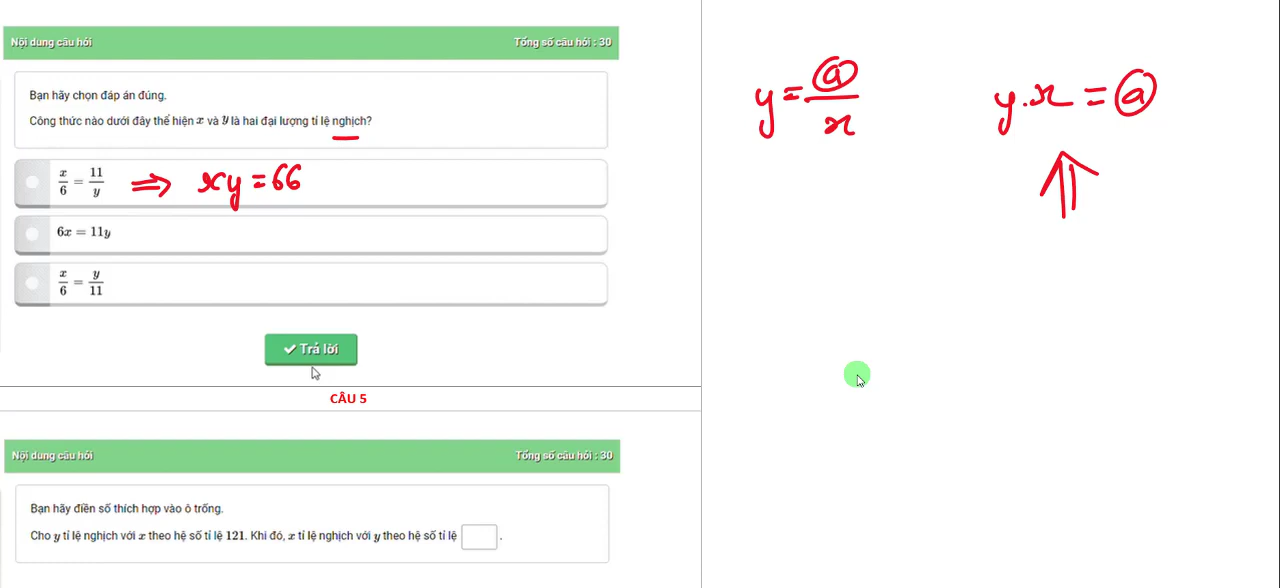 Nội dung câu hỏi
Tổng số câu hỏi : 30
Bạn hãy chọn đáp án đúng.
Công thức nào dưới đây thể hiện x và y là hai đại lượng tỉ lệ nghịch?
x/6 = 11/y ⟹ xy = 66
6x = 11y
x/6 = y/11
✔ Trả lời
CÂU 5
Nội dung câu hỏi
Tổng số câu hỏi : 30
Bạn hãy điền số thích hợp vào ô trống.
Cho y tỉ lệ nghịch với x theo hệ số tỉ lệ 121. Khi đó, x tỉ lệ nghịch với y theo hệ số tỉ lệ .
y = a/x
y.x = a